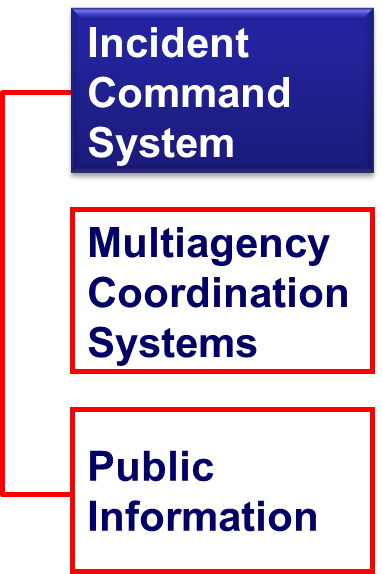 Incident
Command
System
Multiagency
Coordination
Systems
Public
Information